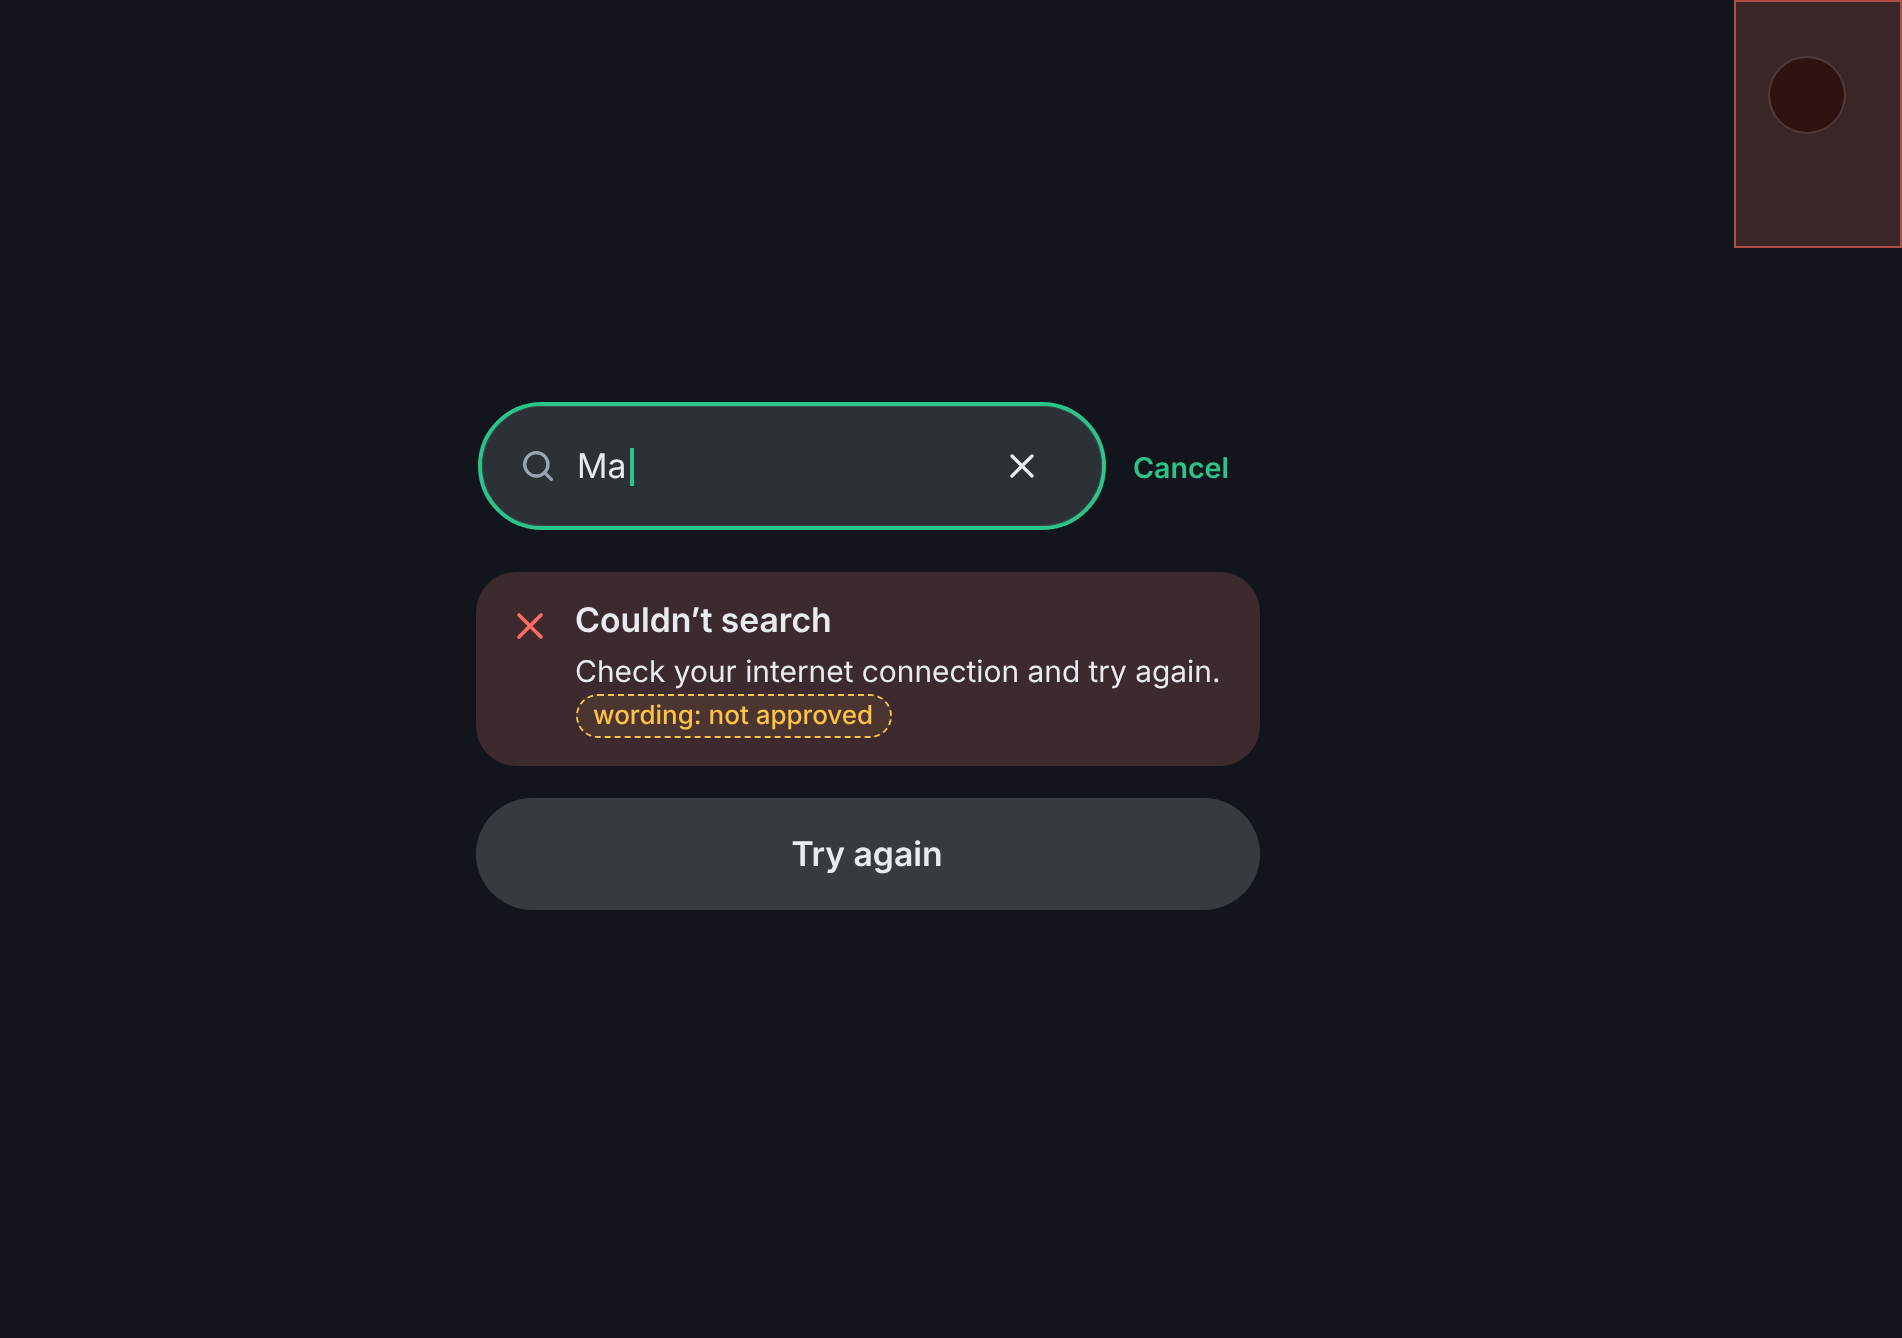 Ma
Cancel
Couldn’t search
Check your internet connection and try again.
wording: not approved
Try again